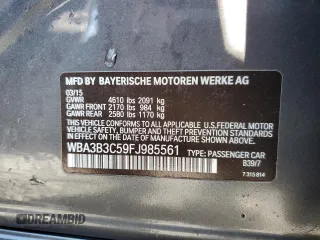 MFD. BY BAYERISCHE MOTOREN WERKE AG
03/15
GVWR 4610 lbs 2091 kg
GAWR FRONT 2170 lbs 984 kg
GAWR REAR 2580 lbs 1170 kg
THIS VEHICLE CONFORMS TO ALL APPLICABLE U.S. FEDERAL MOTOR
VEHICLE SAFETY, BUMPER, AND THEFT PREVENTION STANDARDS IN
EFFECT ON THE DATE OF MANUFACTURE SHOWN ABOVE.
WBA3B3C59FJ985561 TYPE: PASSENGER CAR
B39/7
7 315 814
DREAMBID